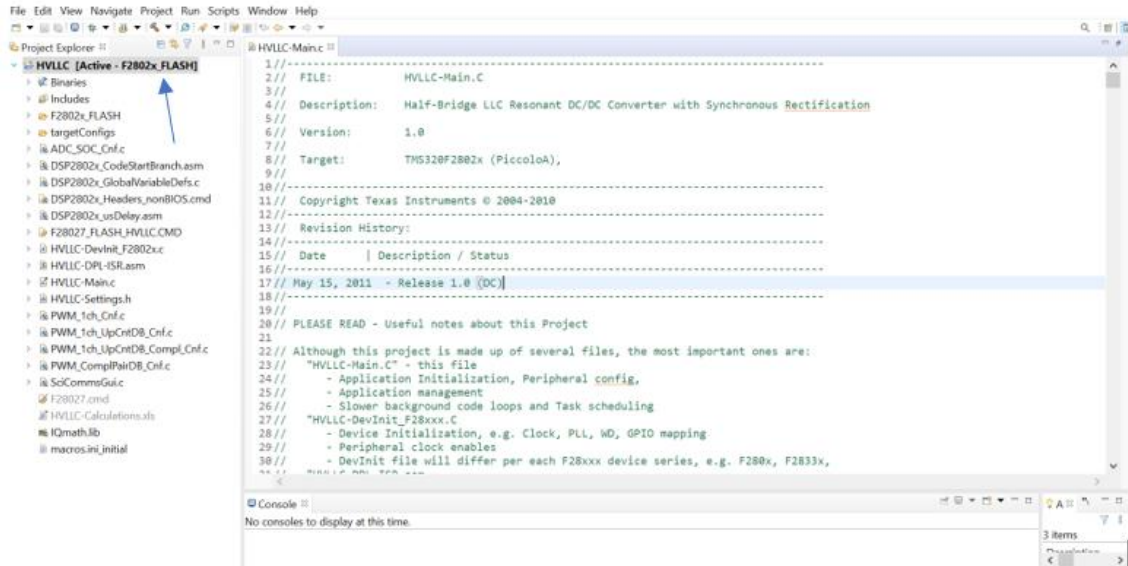 File Edit View Navigate Project Run Scripts Window Help
Project Explorer
HVLLC [Active - F2802x_FLASH]
Binaries
Includes
F2802x_FLASH
targetConfigs
ADC_SOC_Cnf.c
DSP2802x_CodeStartBranch.asm
DSP2802x_GlobalVariableDefs.c
DSP2802x_Headers_nonBIOS.cmd
DSP2802x_usDelay.asm
F28027_FLASH_HVLLC.CMD
HVLLC-DevInit_F2802x.c
HVLLC-DPL-ISR.asm
HVLLC-Main.c
HVLLC-Settings.h
PWM_1ch_Cnf.c
PWM_1ch_UpCntDB_Cnf.c
PWM_1ch_UpCntDB_Compl_Cnf.c
PWM_ComplPairDB_Cnf.c
SciCommsGui.c
F28027.cmd
HVLLC-Calculations.xls
IQmath.lib
macros.ini_initial
HVLLC-Main.c
1 //----------------------------------------------------------------------------------
2 // FILE: HVLLC-Main.C
3 //
4 // Description: Half-Bridge LLC Resonant DC/DC Converter with Synchronous Rectification
5 //
6 // Version: 1.0
7 //
8 // Target: TMS320F2802x (PiccoloA),
9 //
10 //----------------------------------------------------------------------------------
11 // Copyright Texas Instruments © 2004-2010
12 //----------------------------------------------------------------------------------
13 // Revision History:
14 //----------------------------------------------------------------------------------
15 // Date | Description / Status
16 //----------------------------------------------------------------------------------
17 // May 15, 2011 - Release 1.0 (DC)
18 //----------------------------------------------------------------------------------
19 //
20 // PLEASE READ - Useful notes about this Project
21
22 // Although this project is made up of several files, the most important ones are:
23 // "HVLLC-Main.C" - this file
24 // - Application Initialization, Peripheral config,
25 // - Application management
26 // - Slower background code loops and Task scheduling
27 // "HVLLC-DevInit_F28xxx.C
28 // - Device Initialization, e.g. Clock, PLL, WD, GPIO mapping
29 // - Peripheral clock enables
30 // - DevInit file will differ per each F28xxx device series, e.g. F280x, F2833x,
Console
No consoles to display at this time.
A
3 items